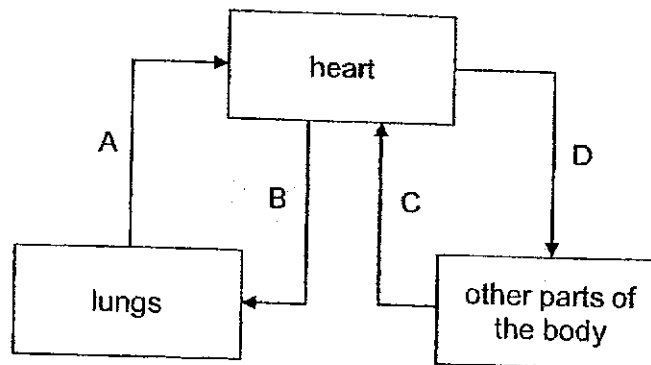 heart
A
B
C
D
lungs
other parts of
the body